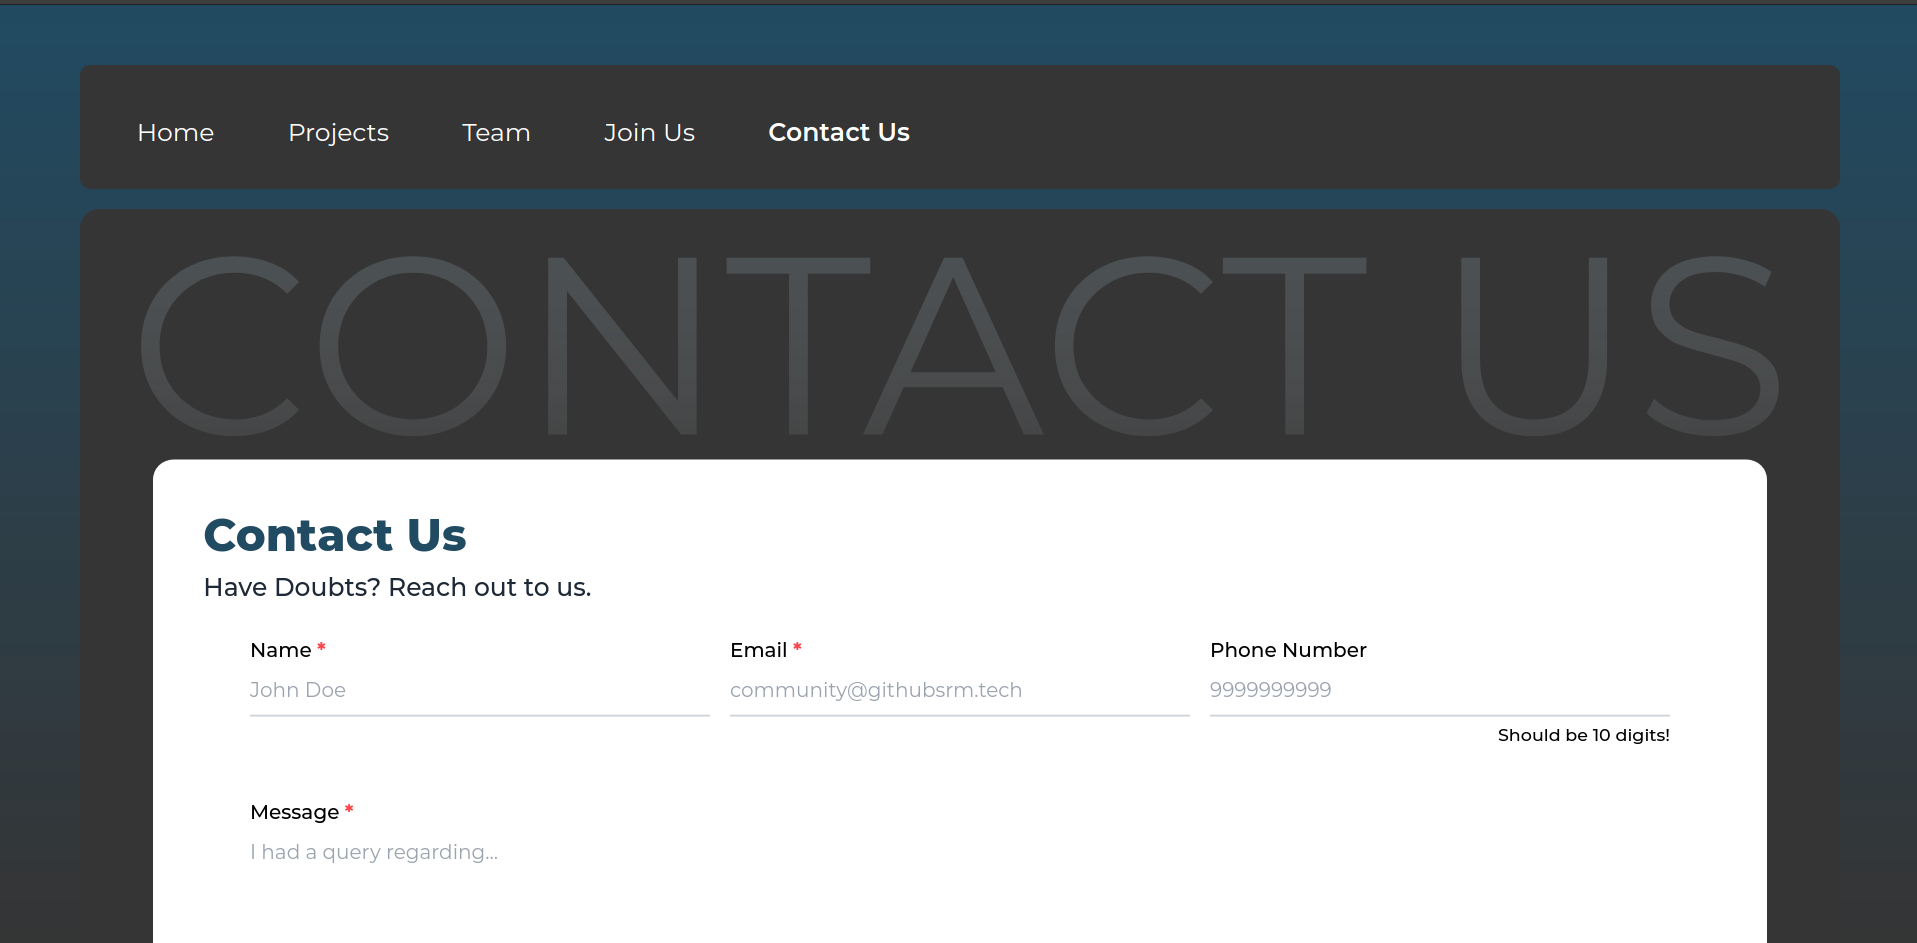 Home Projects Team Join Us Contact Us
CONTACT US
Contact Us
Have Doubts? Reach out to us.
Name * Email * Phone Number
John Doe community@githubsrm.tech 9999999999
Should be 10 digits!
Message *
I had a query regarding...